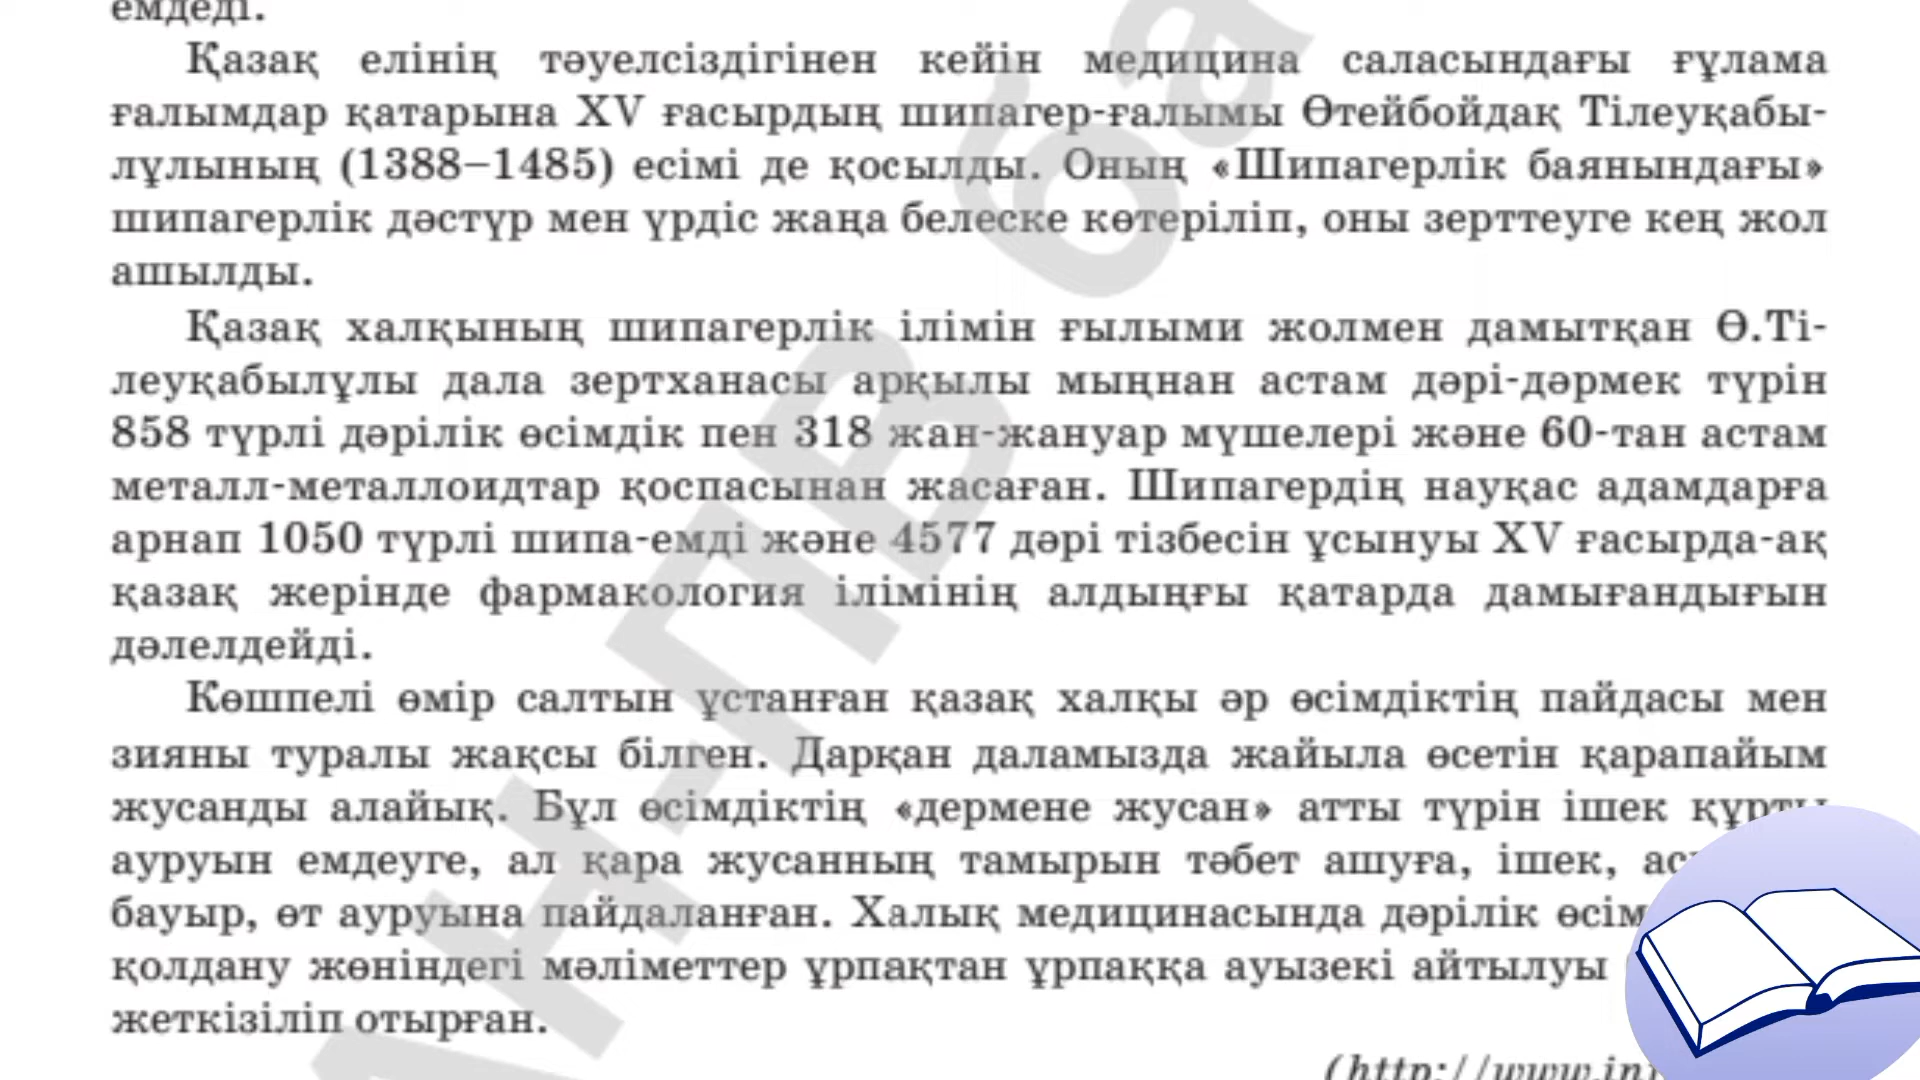 емдеді.
Қазақ елінің тәуелсіздігінен кейін медицина саласындағы ғұлама
ғалымдар қатарына XV ғасырдың шипагер-ғалымы Өтейбойдақ Тілеуқабы-
лұлының (1388–1485) есімі де қосылды. Оның «Шипагерлік баянындағы»
шипагерлік дәстүр мен үрдіс жаңа белеске көтеріліп, оны зерттеуге кең жол
ашылды.
Қазақ халқының шипагерлік ілімін ғылыми жолмен дамытқан Ө.Ті-
леуқабылұлы дала зертханасы арқылы мыңнан астам дәрі-дәрмек түрін
858 түрлі дәрілік өсімдік пен 318 жан-жануар мүшелері және 60-тан астам
металл-металлоидтар қоспасынан жасаған. Шипагердің науқас адамдарға
арнап 1050 түрлі шипа-емді және 4577 дәрі тізбесін ұсынуы XV ғасырда-ақ
қазақ жерінде фармакология ілімінің алдыңғы қатарда дамығандығын
дәлелдейді.
Көшпелі өмір салтын ұстанған қазақ халқы әр өсімдіктің пайдасы мен
зияны туралы жақсы білген. Дарқан даламызда жайыла өсетін қарапайым
жусанды алайық. Бұл өсімдіктің «дермене жусан» атты түрін ішек құрты
ауруын емдеуге, ал қара жусанның тамырын тәбет ашуға, ішек,
бауыр, өт ауруына пайдаланған. Халық медицинасында дәрілік
қолдану жөніндегі мәліметтер ұрпақтан ұрпаққа ауызекі айтылуы
жеткізіліп отырған.
(http://www.in